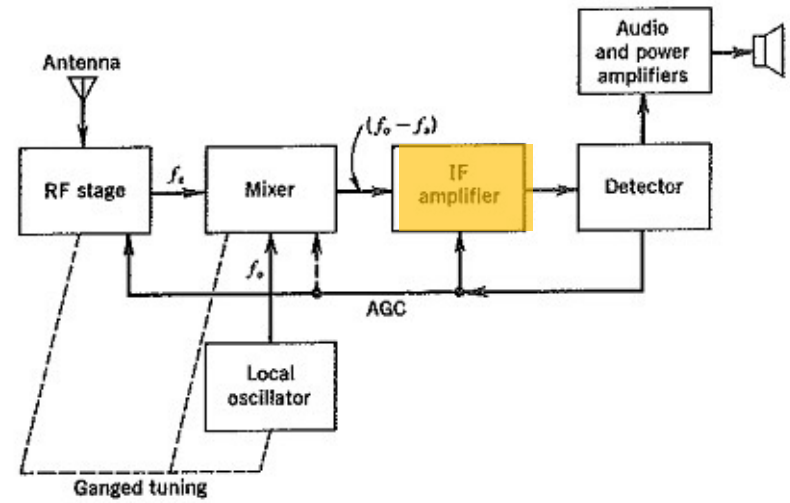 Antenna
RF stage
fₛ
Mixer
(fₒ − fₛ)
IF
amplifier
Detector
Audio
and power
amplifiers
fₒ
AGC
Local
oscillator
Ganged tuning